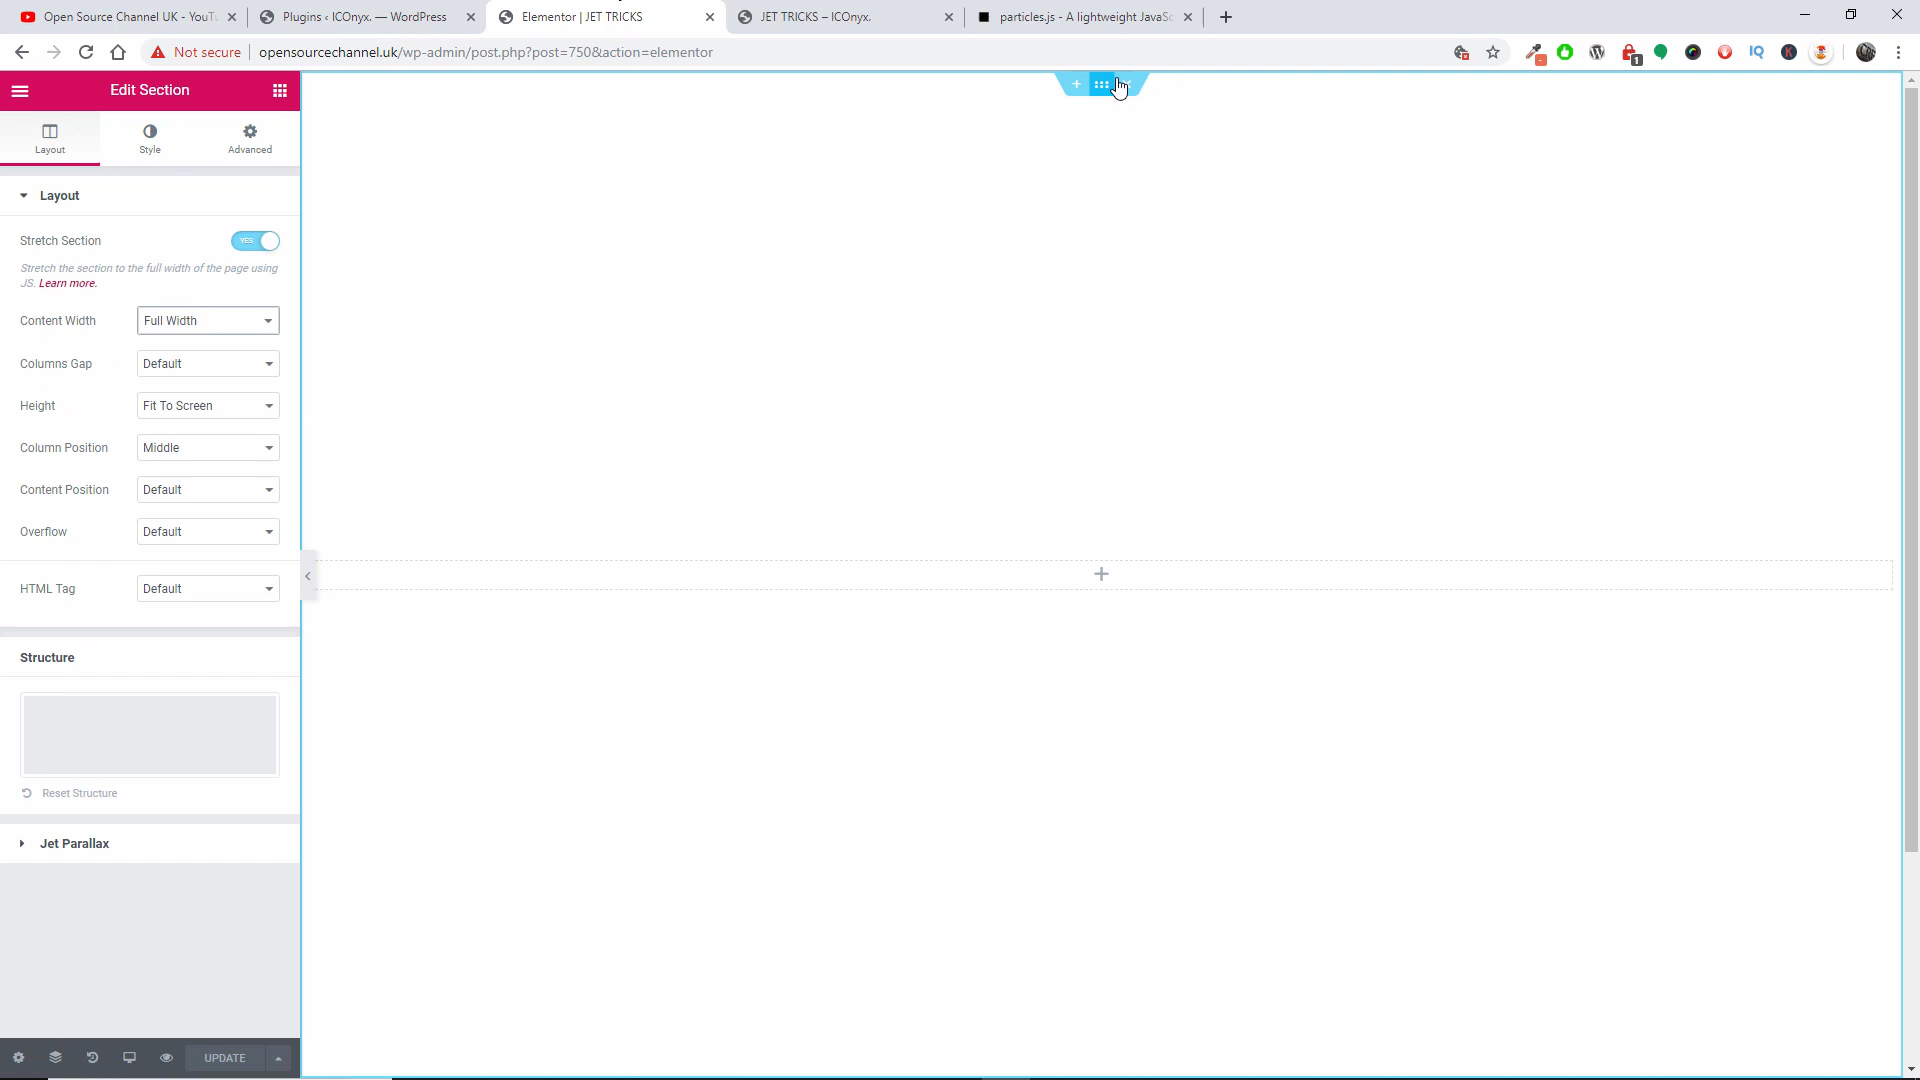 Open Source Channel UK - YouTu
Plugins ‹ ICOnyx. — WordPress
Elementor | JET TRICKS
JET TRICKS – ICOnyx.
particles.js - A lightweight JavaSc
Not secure
opensourcechannel.uk/wp-admin/post.php?post=750&action=elementor
1
IQ
K
Edit Section
Layout
Style
Advanced
Layout
Stretch Section
YES
Stretch the section to the full width of the page using
JS. Learn more.
Content Width
Full Width
Columns Gap
Default
Height
Fit To Screen
Column Position
Middle
Content Position
Default
Overflow
Default
HTML Tag
Default
Structure
Reset Structure
Jet Parallax
UPDATE